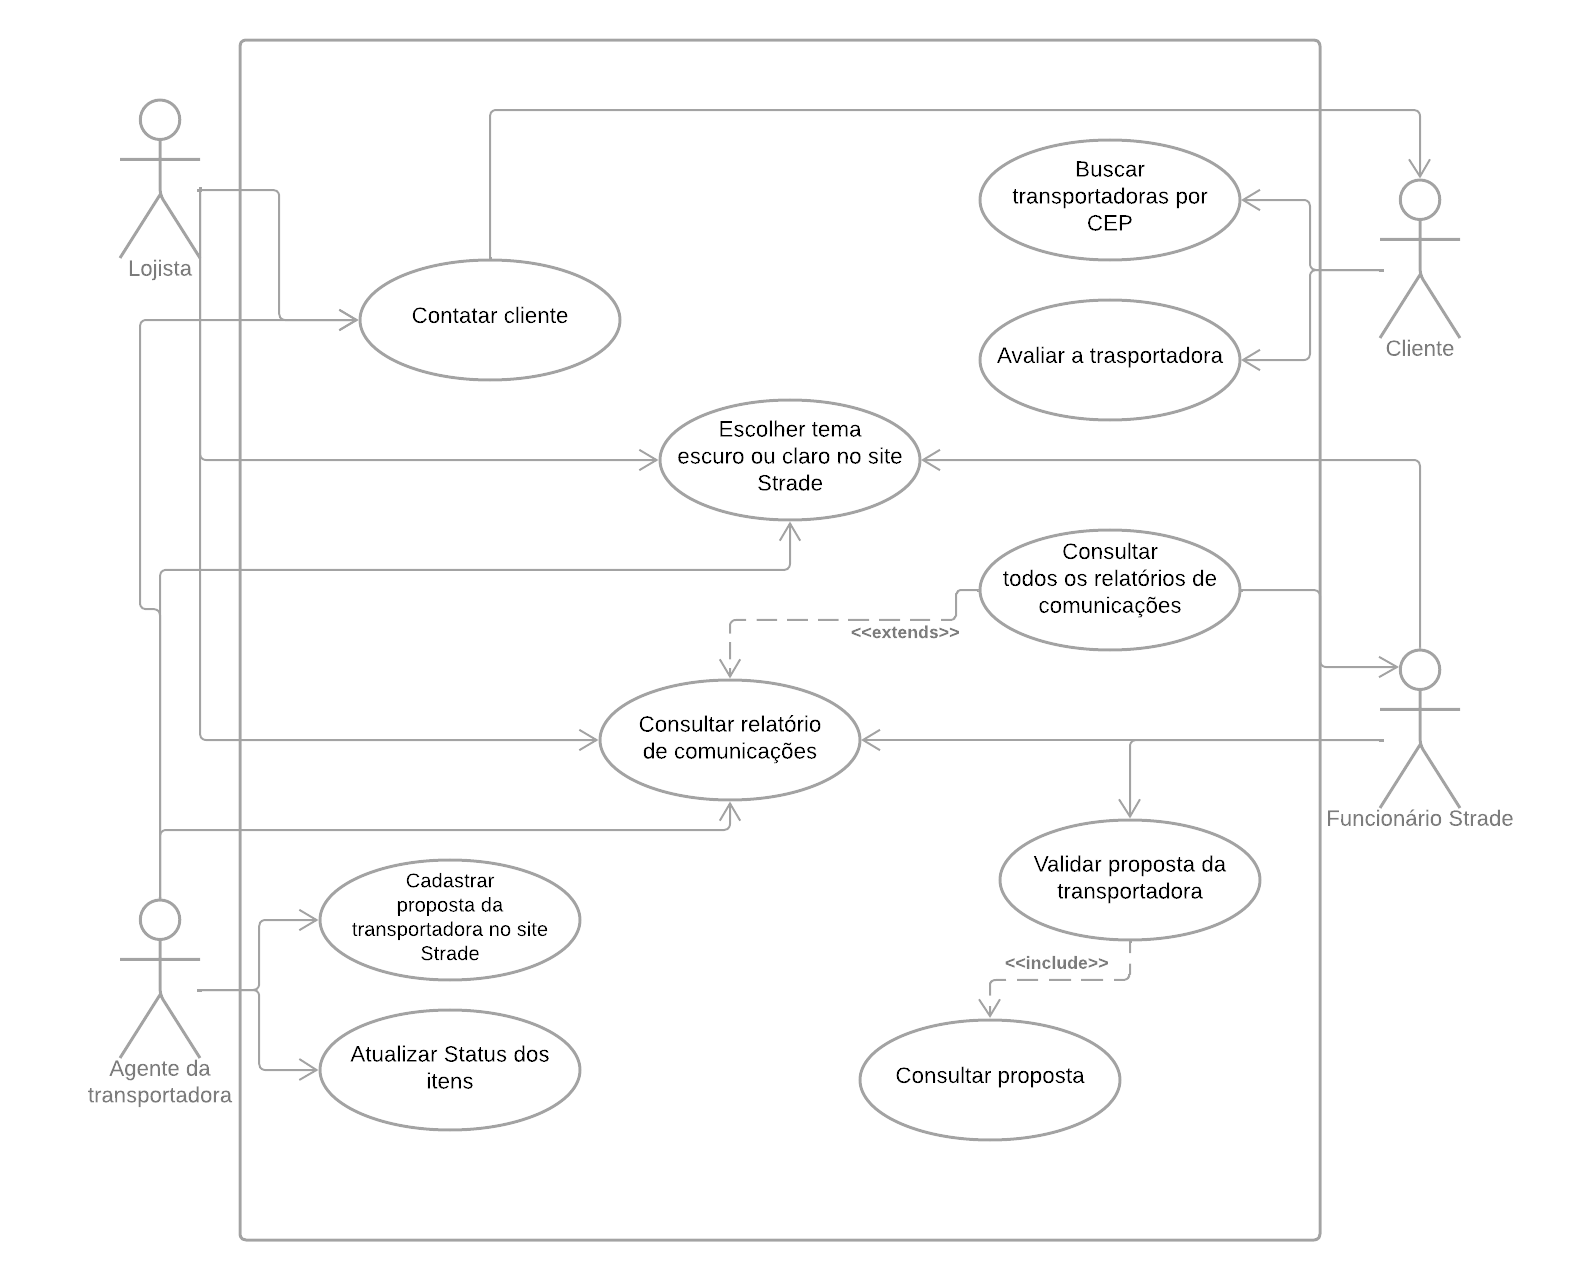 Lojista
Buscar
transportadoras por
CEP
Contatar cliente
Avaliar a trasportadora
Cliente
Escolher tema
escuro ou claro no site
Strade
Consultar
todos os relatórios de
comunicações
<<extends>>
Consultar relatório
de comunicações
Funcionário Strade
Validar proposta da
transportadora
Cadastrar
proposta da
transportadora no site
Strade
<<include>>
Atualizar Status dos
itens
Consultar proposta
Agente da
transportadora